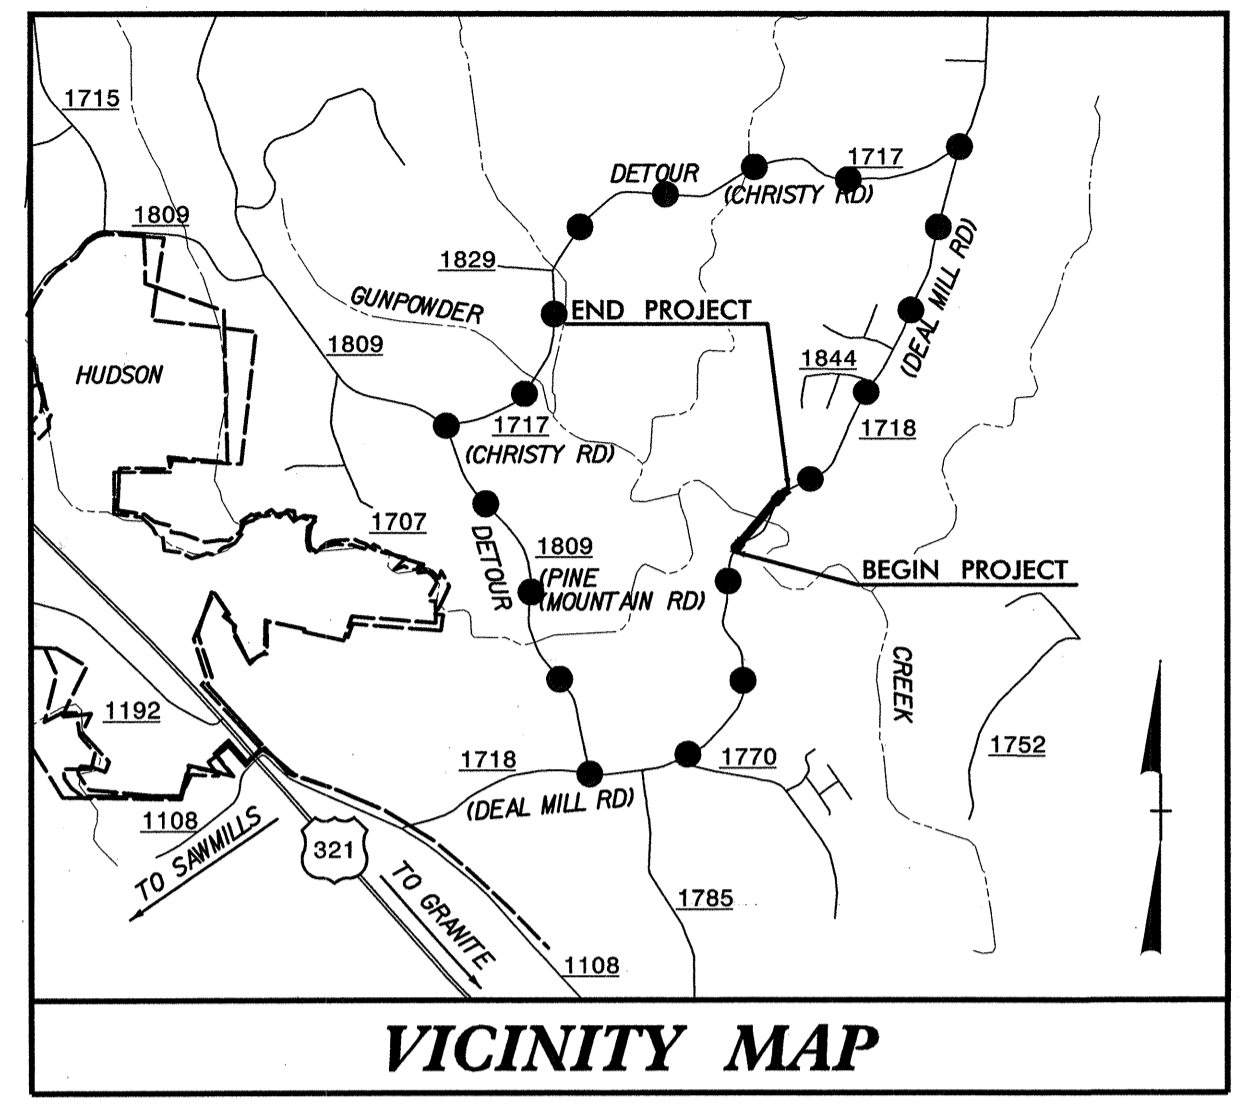 1715
1717
DETOUR
(CHRISTY RD)
1809
1829
(DEAL MILL RD)
GUNPOWDER
END PROJECT
1809
1844
HUDSON
1717
1718
(CHRISTY RD)
1707
DETOUR
1809
(PINE
(MOUNTAIN RD)
BEGIN PROJECT
CREEK
1192
1718
1770
1752
(DEAL MILL RD)
1108
TO SAWMILLS
321
TO GRANITE
1785
1108
VICINITY MAP